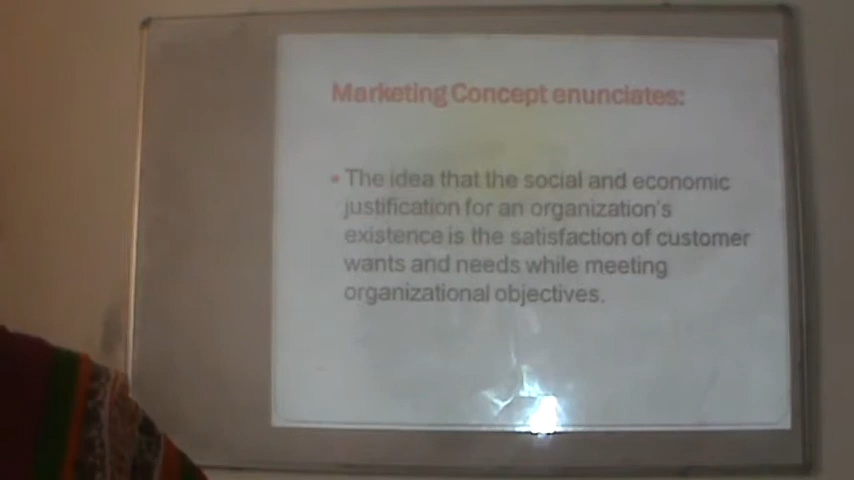 Marketing Concept enunciates:
The idea that the social and economic
justification for an organization's
existence is the satisfaction of customer
wants and needs while meeting
organizational objectives.